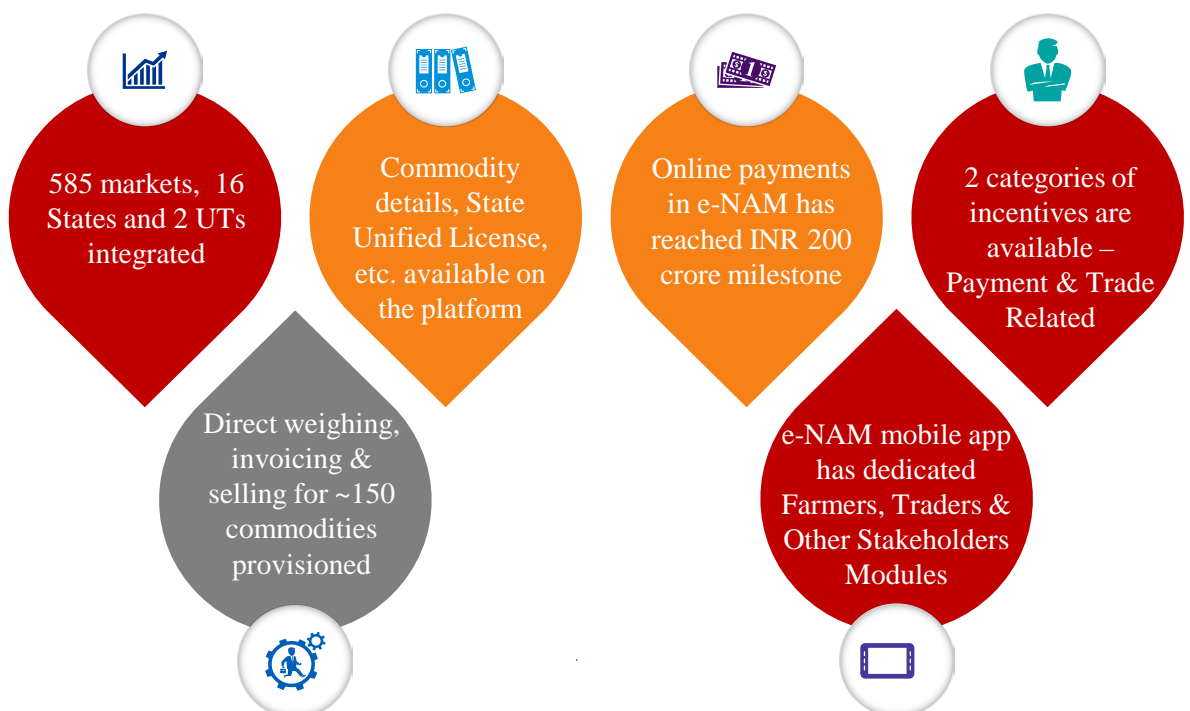 585 markets, 16
States and 2 UTs
integrated
Commodity
details, State
Unified License,
etc. available on
the platform
Online payments
in e-NAM has
reached INR 200
crore milestone
2 categories of
incentives are
available –
Payment & Trade
Related
Direct weighing,
invoicing &
selling for ~150
commodities
provisioned
e-NAM mobile app
has dedicated
Farmers, Traders &
Other Stakeholders
Modules